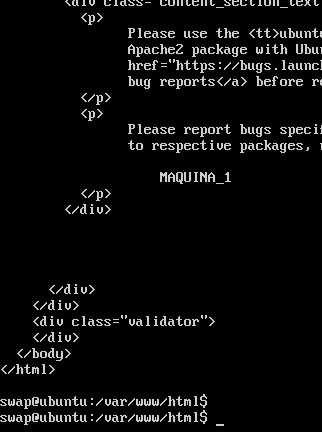 <div class="content_section_text
<p>
Please use the <tt>ubuntu
Apache2 package with Ubu
href="https://bugs.launch
bug reports</a> before re
</p>
<p>
Please report bugs specif
to respective packages, r
MAQUINA_1
</p>
</div>
</div>
</div>
<div class="validator">
</div>
</body>
</html>
swap@ubuntu:/var/www/html$
swap@ubuntu:/var/www/html$ _